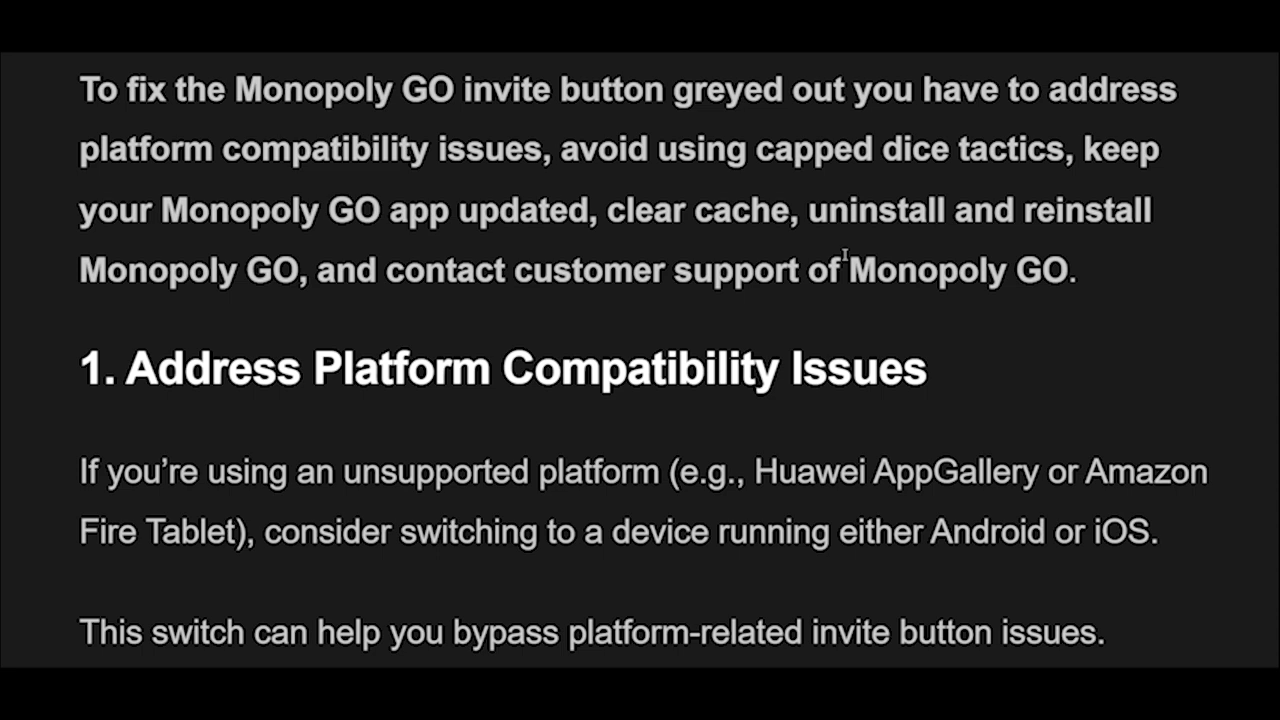 To fix the Monopoly GO invite button greyed out you have to address
platform compatibility issues, avoid using capped dice tactics, keep
your Monopoly GO app updated, clear cache, uninstall and reinstall
Monopoly GO, and contact customer support of Monopoly GO.
1. Address Platform Compatibility Issues
If you’re using an unsupported platform (e.g., Huawei AppGallery or Amazon
Fire Tablet), consider switching to a device running either Android or iOS.
This switch can help you bypass platform-related invite button issues.